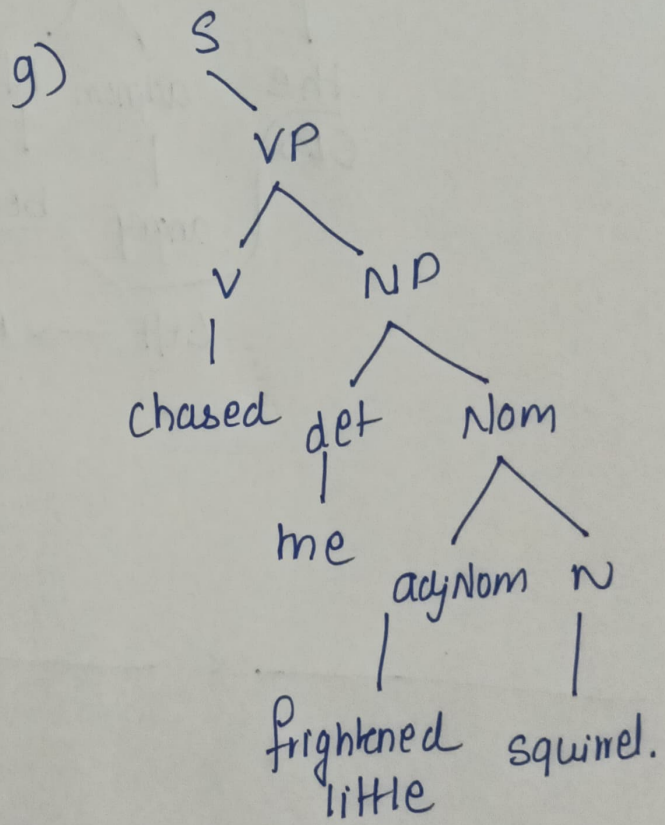 g) S
VP
V NP
chased det Nom
me adjNom N
frightened squirrel.
little